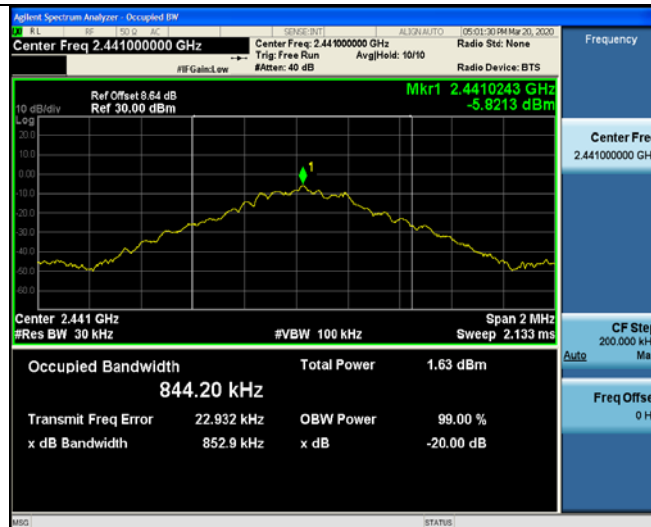 Agilent Spectrum Analyzer - Occupied BW
RL RF 50 Ω AC SENSE:INT ALIGN AUTO 05:01:30 PM Mar 20, 2020
Center Freq 2.441000000 GHz
Center Freq: 2.441000000 GHz
Radio Std: None
Trig: Free Run Avg|Hold: 10/10
#IFGain:Low #Atten: 40 dB
Radio Device: BTS
Ref Offset 8.64 dB
Ref 30.00 dBm
Mkr1 2.4410243 GHz
-5.8213 dBm
10 dB/div
Log
20.0
10.0
0.00
-10.0
-20.0
-30.0
-40.0
-50.0
-60.0
1
Center 2.441 GHz
Span 2 MHz
#Res BW 30 kHz
#VBW 100 kHz
Sweep 2.133 ms
Occupied Bandwidth
844.20 kHz
Total Power 1.63 dBm
Transmit Freq Error 22.932 kHz
OBW Power 99.00 %
x dB Bandwidth 852.9 kHz
x dB -20.00 dB
Frequency
Center Fre
2.441000000 GH
CF Step
200.000 kH
Auto Ma
Freq Offse
0 H
MSG STATUS